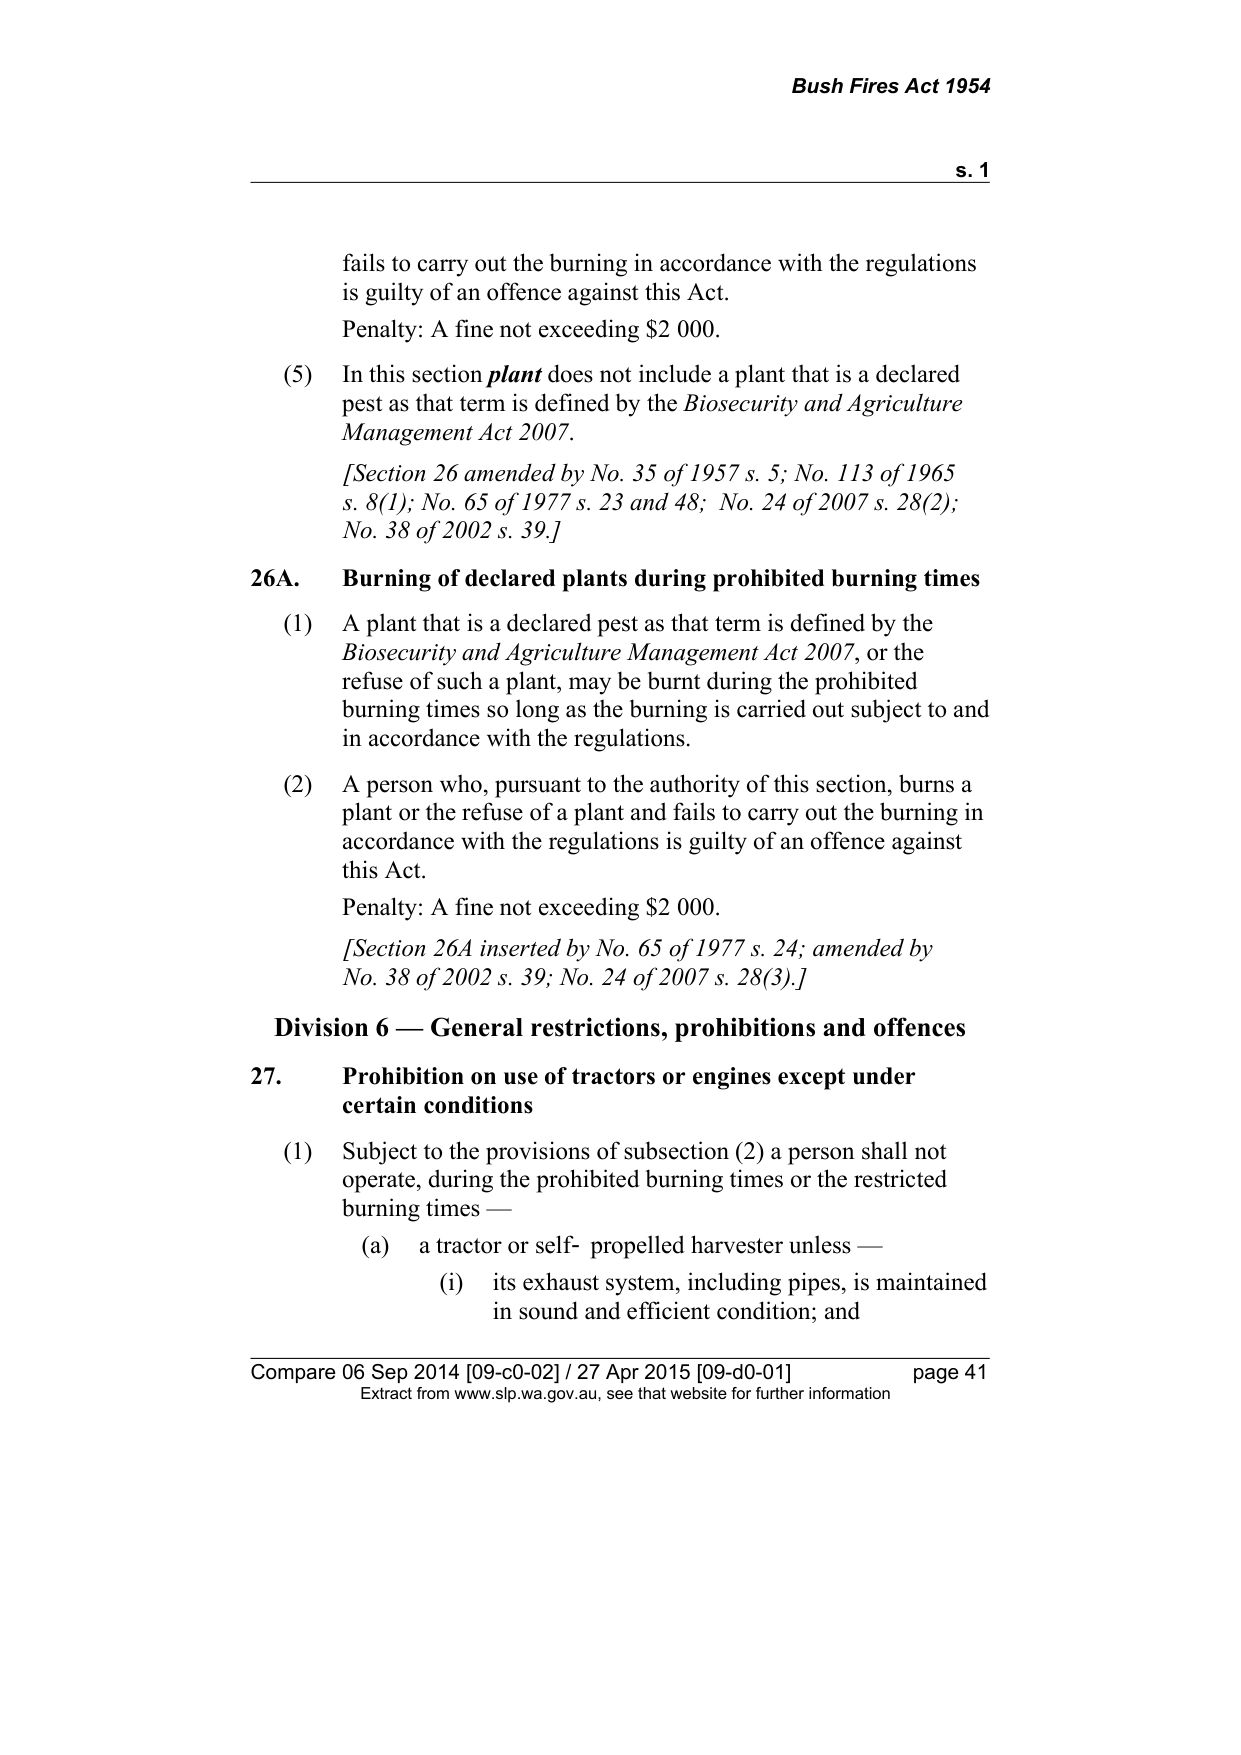 Bush Fires Act 1954
s. 1
fails to carry out the burning in accordance with the regulations
is guilty of an offence against this Act.
Penalty: A fine not exceeding $2 000.
(5) In this section plant does not include a plant that is a declared
pest as that term is defined by the Biosecurity and Agriculture
Management Act 2007.
[Section 26 amended by No. 35 of 1957 s. 5; No. 113 of 1965
s. 8(1); No. 65 of 1977 s. 23 and 48; No. 24 of 2007 s. 28(2);
No. 38 of 2002 s. 39.]
26A. Burning of declared plants during prohibited burning times
(1) A plant that is a declared pest as that term is defined by the
Biosecurity and Agriculture Management Act 2007, or the
refuse of such a plant, may be burnt during the prohibited
burning times so long as the burning is carried out subject to and
in accordance with the regulations.
(2) A person who, pursuant to the authority of this section, burns a
plant or the refuse of a plant and fails to carry out the burning in
accordance with the regulations is guilty of an offence against
this Act.
Penalty: A fine not exceeding $2 000.
[Section 26A inserted by No. 65 of 1977 s. 24; amended by
No. 38 of 2002 s. 39; No. 24 of 2007 s. 28(3).]
Division 6 — General restrictions, prohibitions and offences
27. Prohibition on use of tractors or engines except under
certain conditions
(1) Subject to the provisions of subsection (2) a person shall not
operate, during the prohibited burning times or the restricted
burning times —
(a) a tractor or self- propelled harvester unless —
(i) its exhaust system, including pipes, is maintained
in sound and efficient condition; and
Compare 06 Sep 2014 [09-c0-02] / 27 Apr 2015 [09-d0-01] page 41
Extract from www.slp.wa.gov.au, see that website for further information